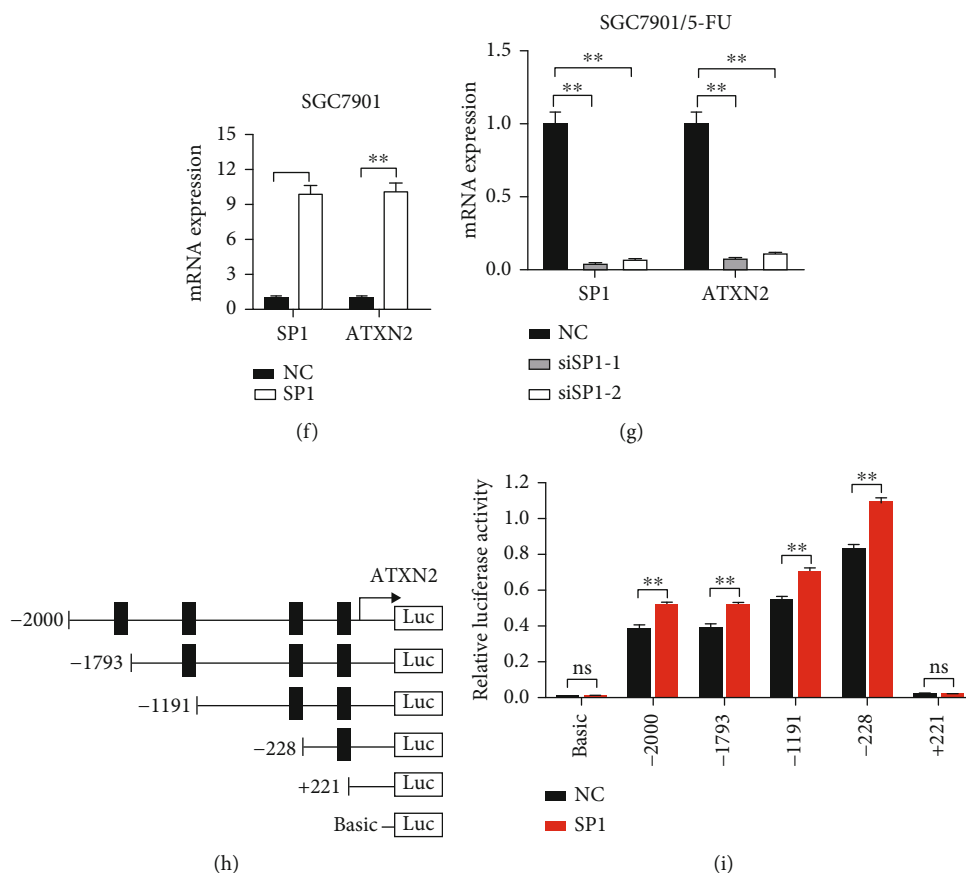 SGC7901
mRNA expression
15
12
9
6
3
0
**
SP1 ATXN2
NC
SP1
(f)
SGC7901/5-FU
mRNA expression
1.5
1.0
0.5
0.0
** **
** **
SP1 ATXN2
NC
siSP1-1
siSP1-2
(g)
ATXN2
−2000 Luc
−1793 Luc
−1191 Luc
−228 Luc
+221 Luc
Basic Luc
(h)
Relative luciferase activity
1.2
1.0
0.8
0.6
0.4
0.2
0.0
ns ** ** ** ** ns
Basic −2000 −1793 −1191 −228 +221
NC
SP1
(i)